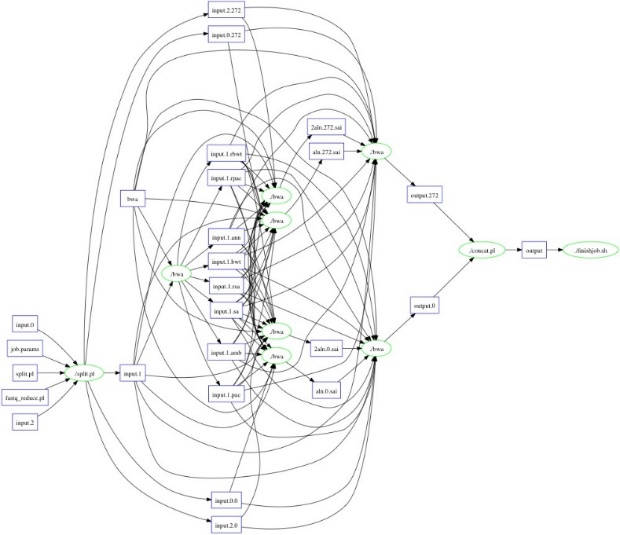 input.2.272
input.0.272
2aln.272.sai
./bwa
input.1.rbwt
aln.272.sai
input.1.rpac
bwa
./bwa
output.272
./bwa
input.1.ann
./concat.pl
output
./finishjob.sh
input.1.bwt
./bwa
input.1.rsa
output.0
input.1.sa
input.0
./bwa
job.params
2aln.0.sai
./bwa
input.1.amb
./bwa
split.pl
./split.pl
input.1
aln.0.sai
input.1.pac
fastq_reduce.pl
input.2
input.0.0
input.2.0